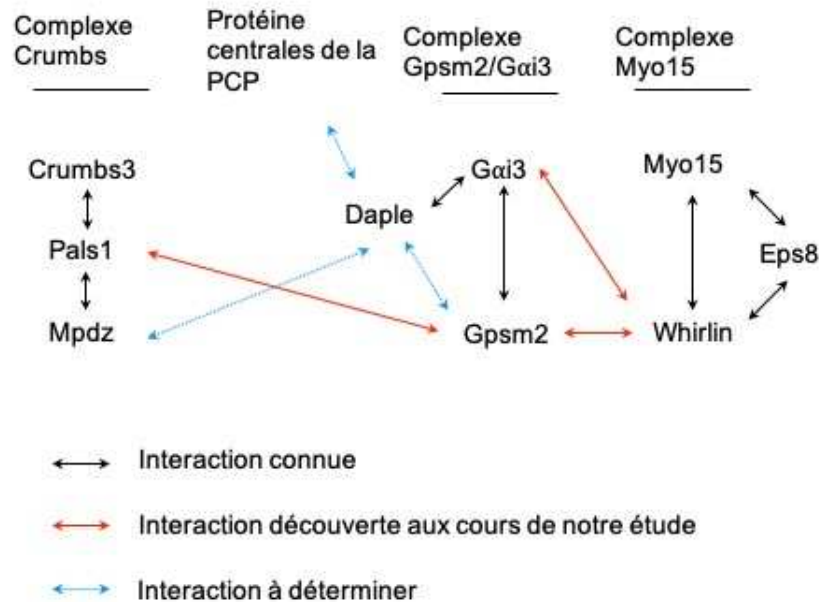 Complexe
Crumbs
Protéine
centrales de la
PCP
Complexe
Gpsm2/Gαi3
Complexe
Myo15
Crumbs3
Gαi3
Myo15
Daple
Pals1
Eps8
Mpdz
Gpsm2
Whirlin
Interaction connue
Interaction découverte aux cours de notre étude
Interaction à déterminer